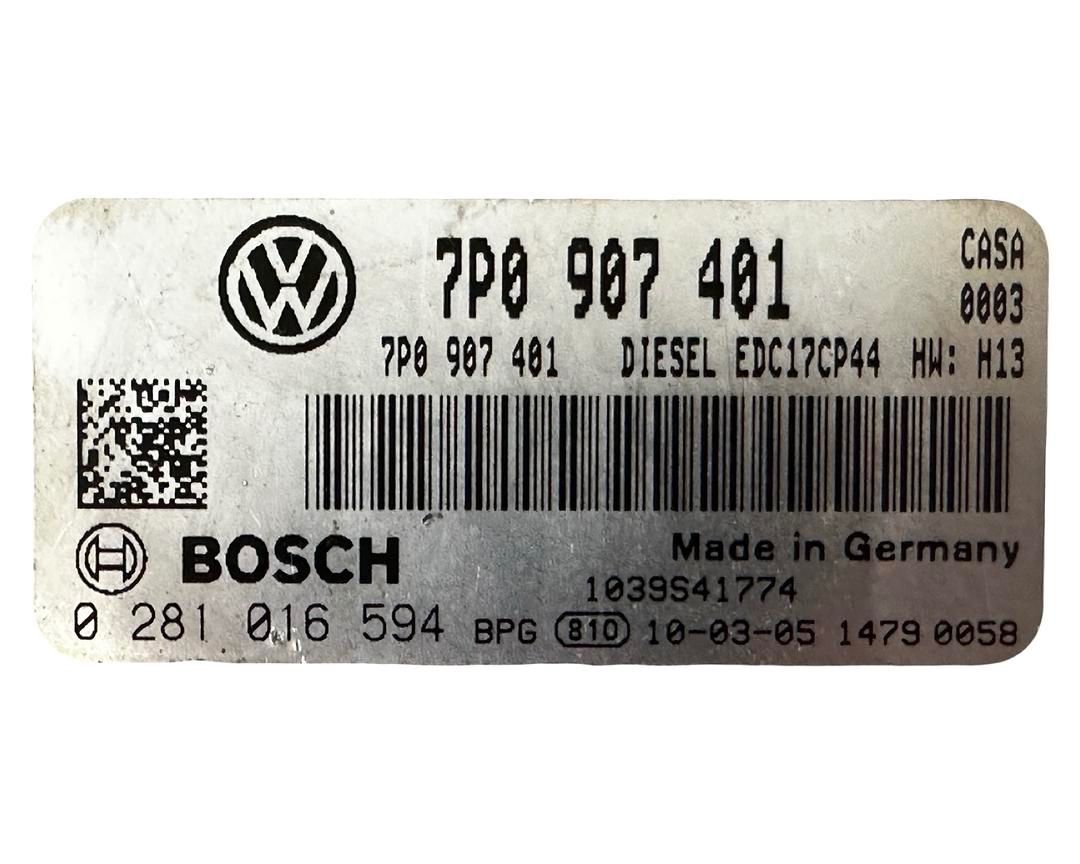 7P0 907 401
CASA
0003
7P0 907 401 DIESEL EDC17CP44 HW: H13
BOSCH
Made in Germany
1039S41774
0 281 016 594 BPG 810 10-03-05 1479 0058